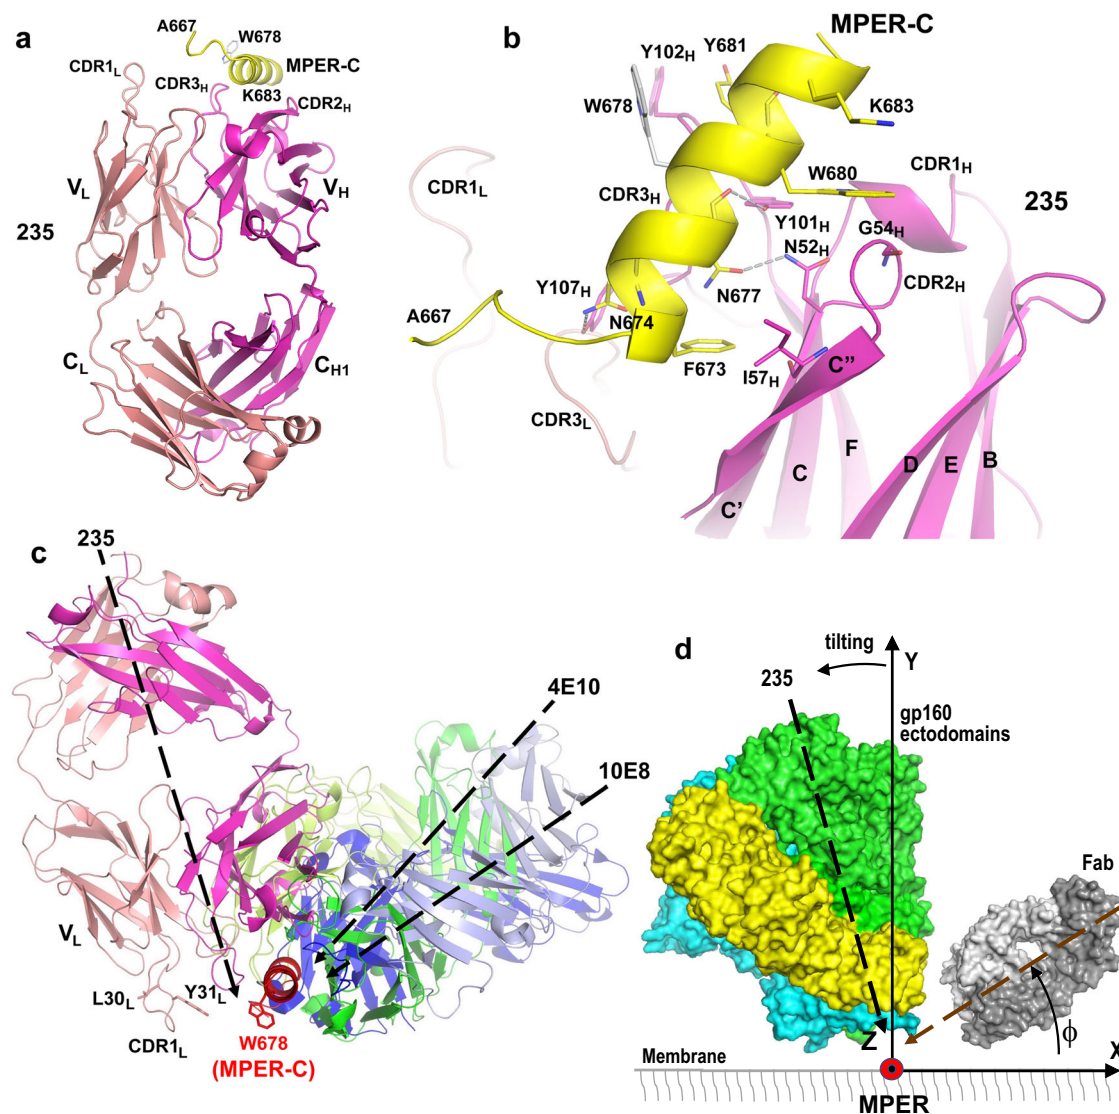 a
A667
W678
MPER-C
K683
CDR1L
CDR3H
CDR2H
VL
VH
235
CL
CH1
b
MPER-C
Y102H
Y681
W678
K683
CDR1L
CDR3H
W680
CDR1H
235
Y101H
G54H
N52H
CDR2H
Y107H
N677
A667
N674
F673
I57H
C”
CDR3L
F
C
D
E
B
C’
c
235
4E10
10E8
VL
L30L
Y31L
CDR1L
W678
(MPER-C)
d
tilting
Y
235
gp160
ectodomains
Fab
Z
ϕ
Membrane
X
MPER